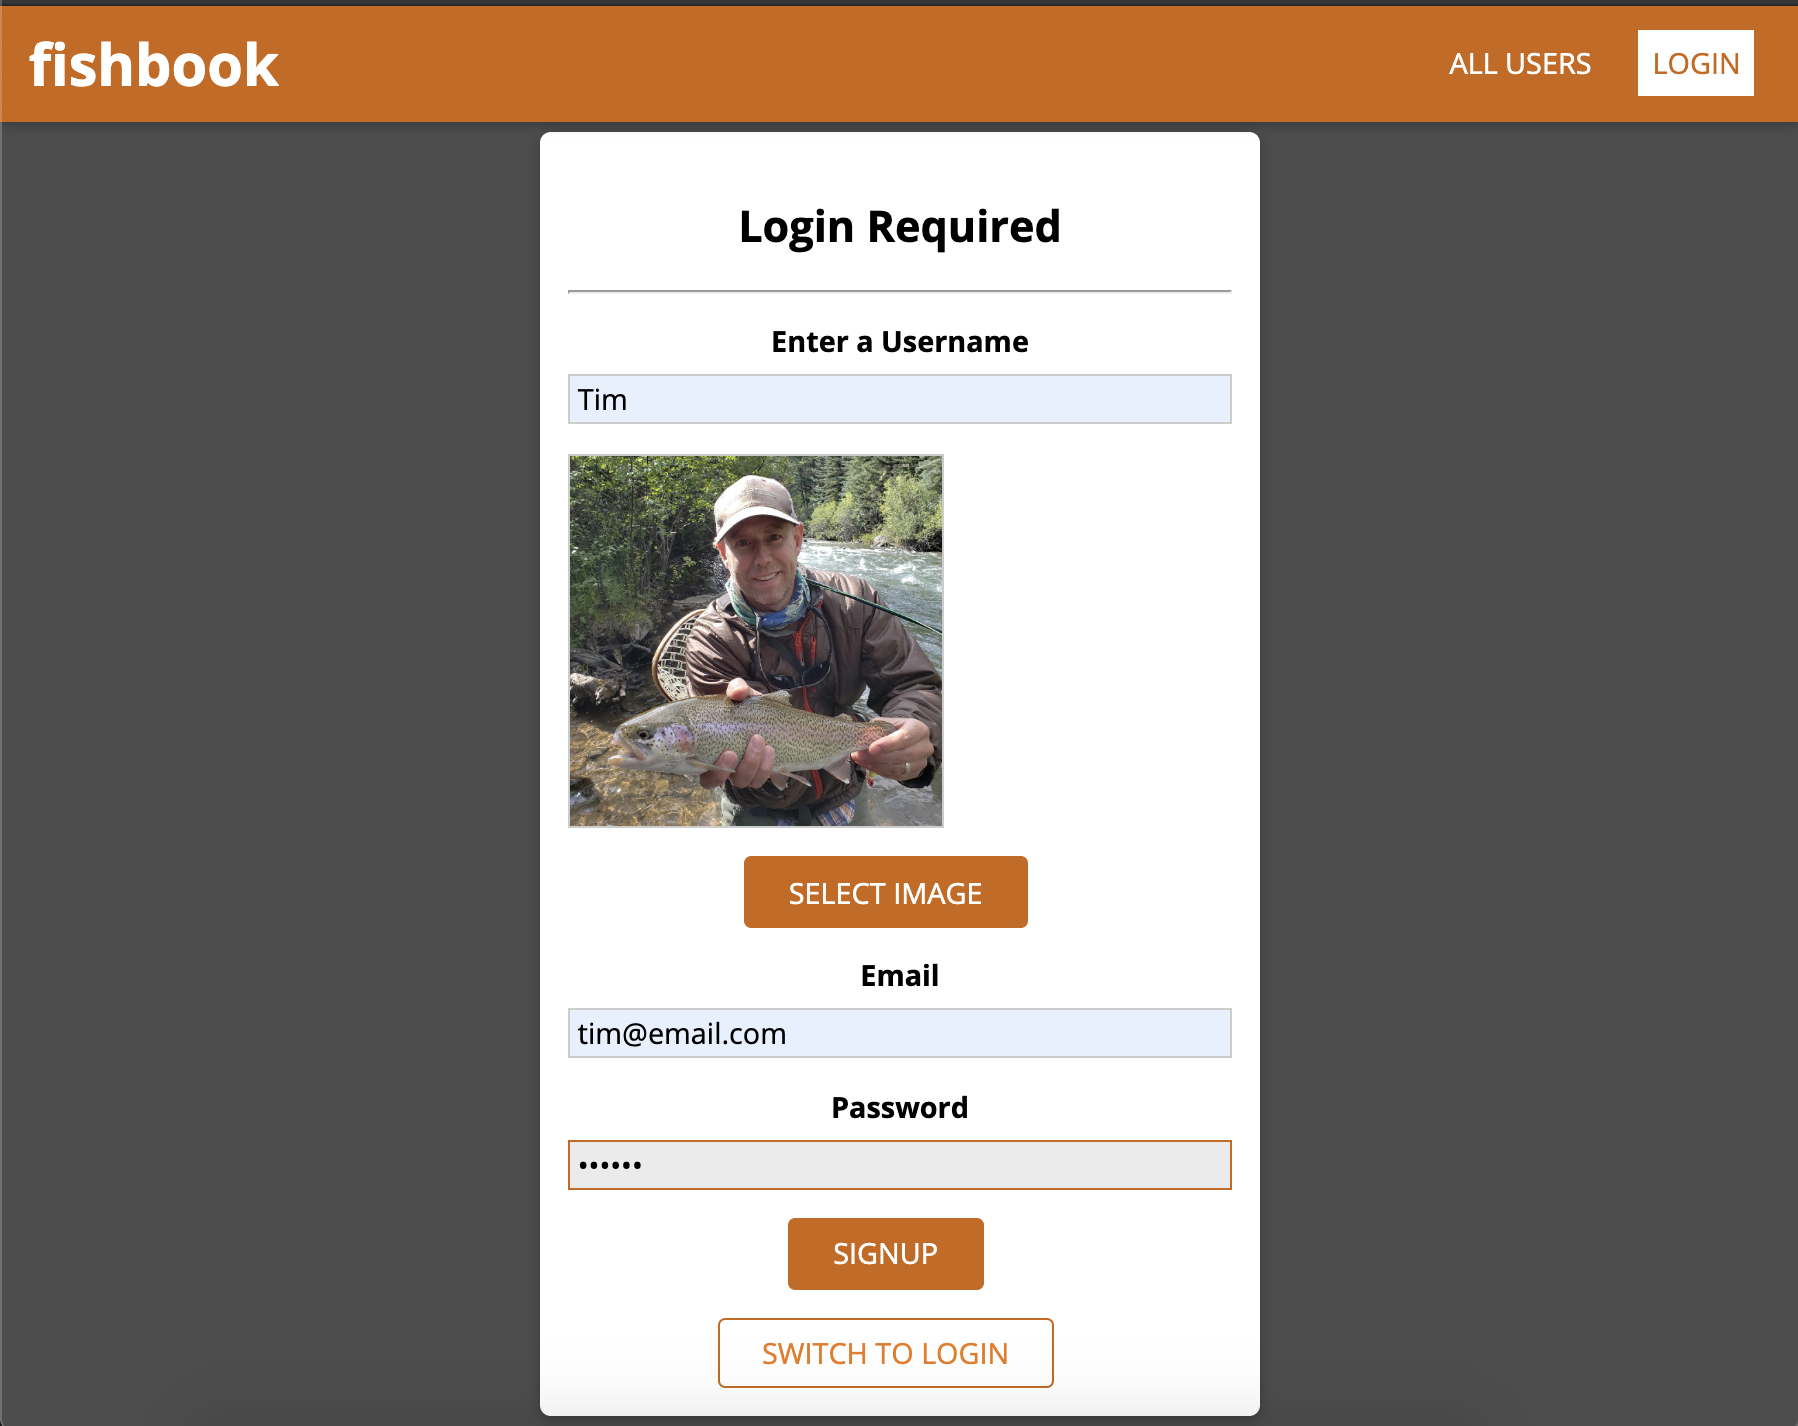 fishbook
ALL USERS
LOGIN
Login Required
Enter a Username
Tim
SELECT IMAGE
Email
tim@email.com
Password
••••••
SIGNUP
SWITCH TO LOGIN